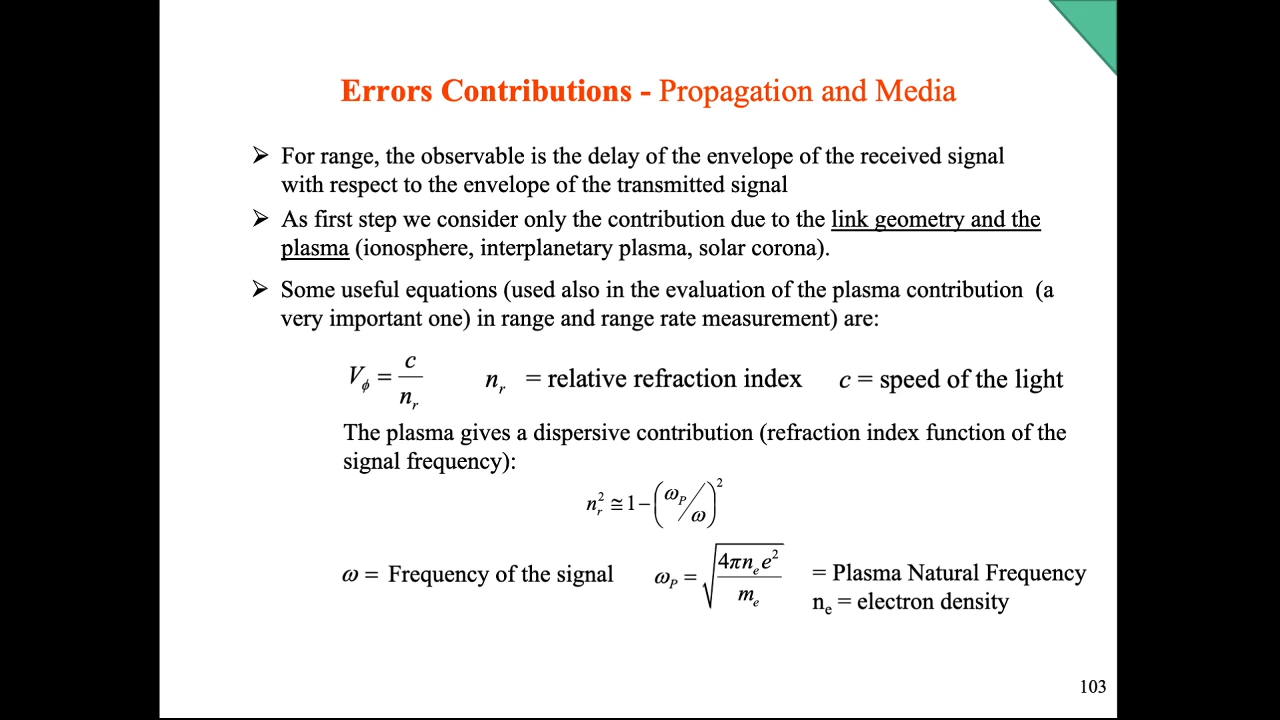 Errors Contributions - Propagation and Media
➢ For range, the observable is the delay of the envelope of the received signal
with respect to the envelope of the transmitted signal
➢ As first step we consider only the contribution due to the link geometry and the
plasma (ionosphere, interplanetary plasma, solar corona).
➢ Some useful equations (used also in the evaluation of the plasma contribution (a
very important one) in range and range rate measurement) are:
V_ϕ = c/n_r   n_r = relative refraction index   c = speed of the light
The plasma gives a dispersive contribution (refraction index function of the
signal frequency):
n_r^2 ≅ 1 − (ω_P/ω)^2
ω = Frequency of the signal   ω_P = √(4πn_e e^2/m_e)   = Plasma Natural Frequency
n_e = electron density
103